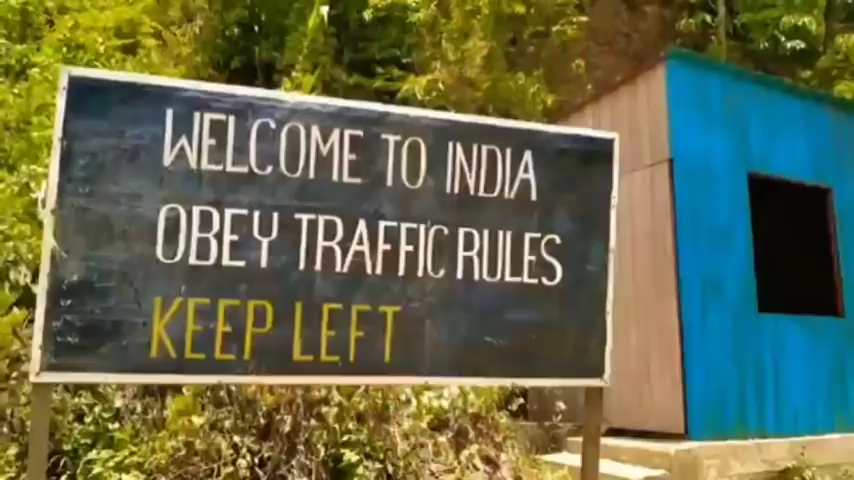 WELCOME TO INDIA
OBEY TRAFFIC RULES
KEEP LEFT